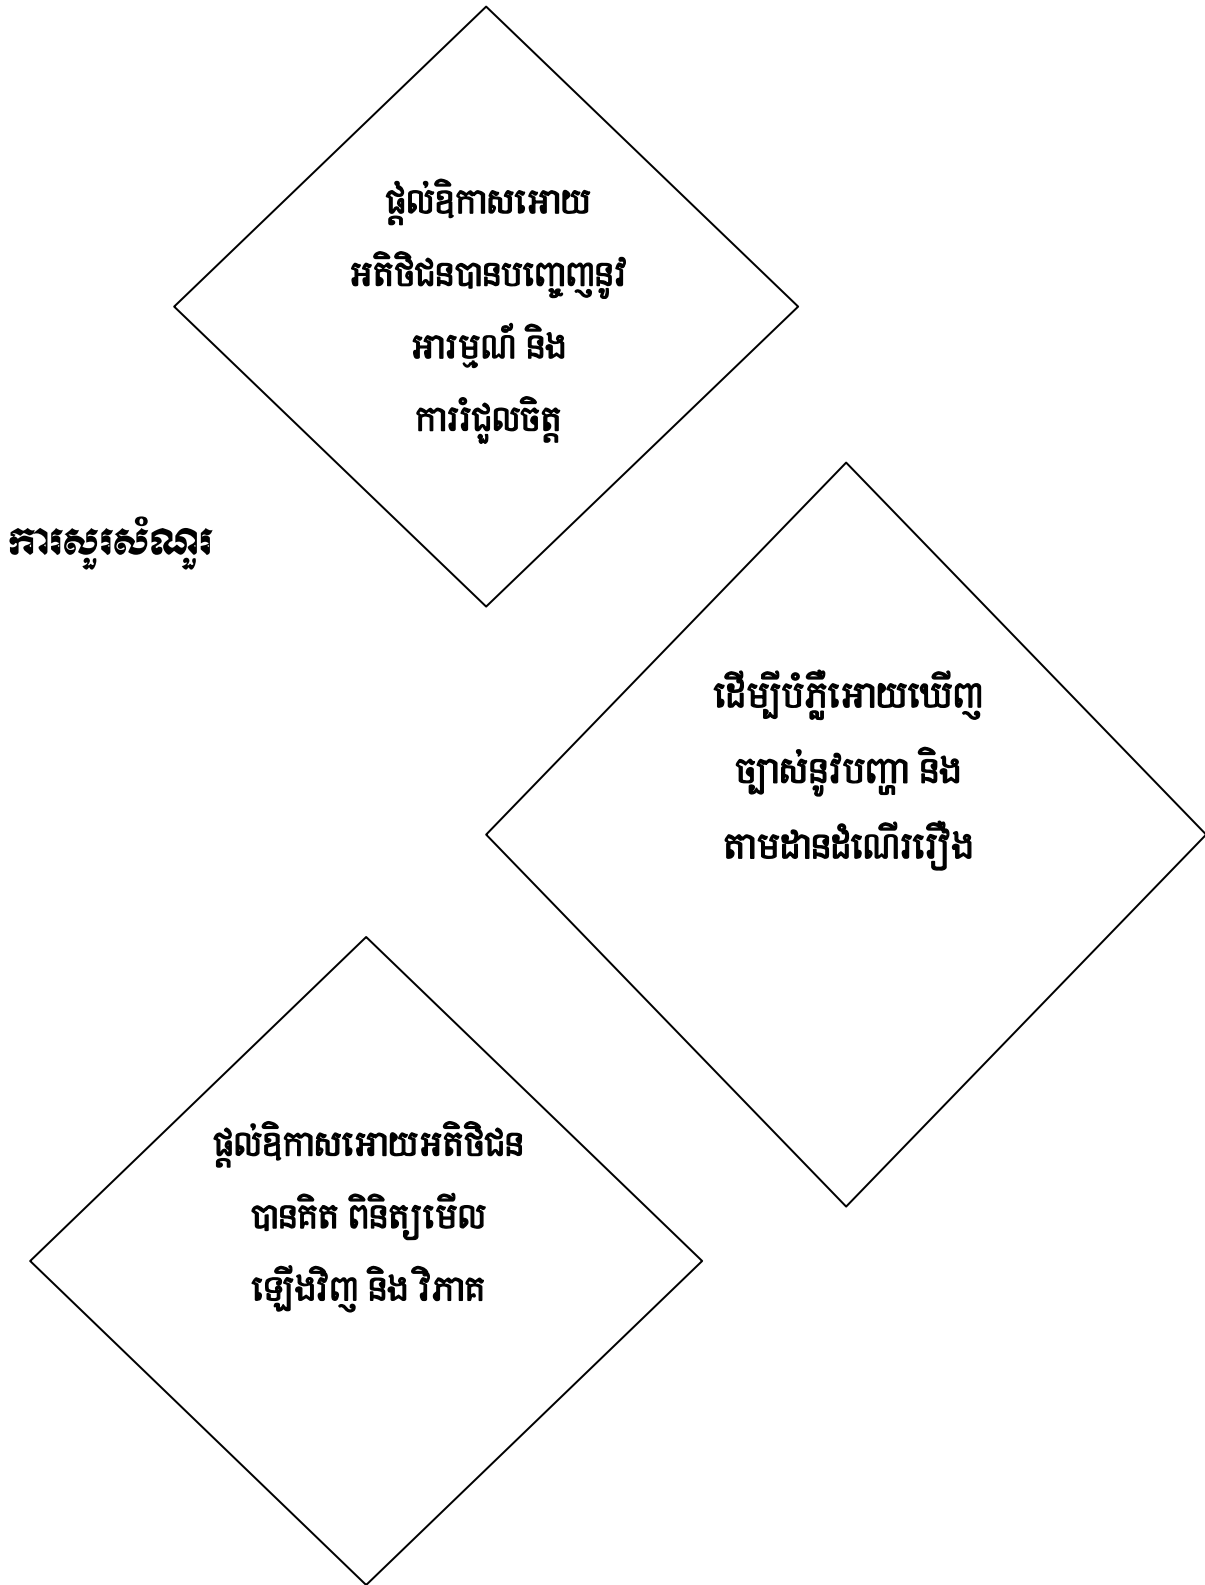 ផ្ដល់ឱកាសអោយ
អតិថិជនបានបញ្ចេញនូវ
អារម្មណ៍ និង
ការរំជួលចិត្ដ
ការសួរសំណួរ
ដើម្បីបំភ្លឺអោយឃើញ
ច្បាស់នូវបញ្ហា និង
តាមដានដំណើររឿង
ផ្ដល់ឱកាសអោយអតិថិជន
បានគិត ពិនិត្យមើល
ឡើងវិញ និង វិភាគ